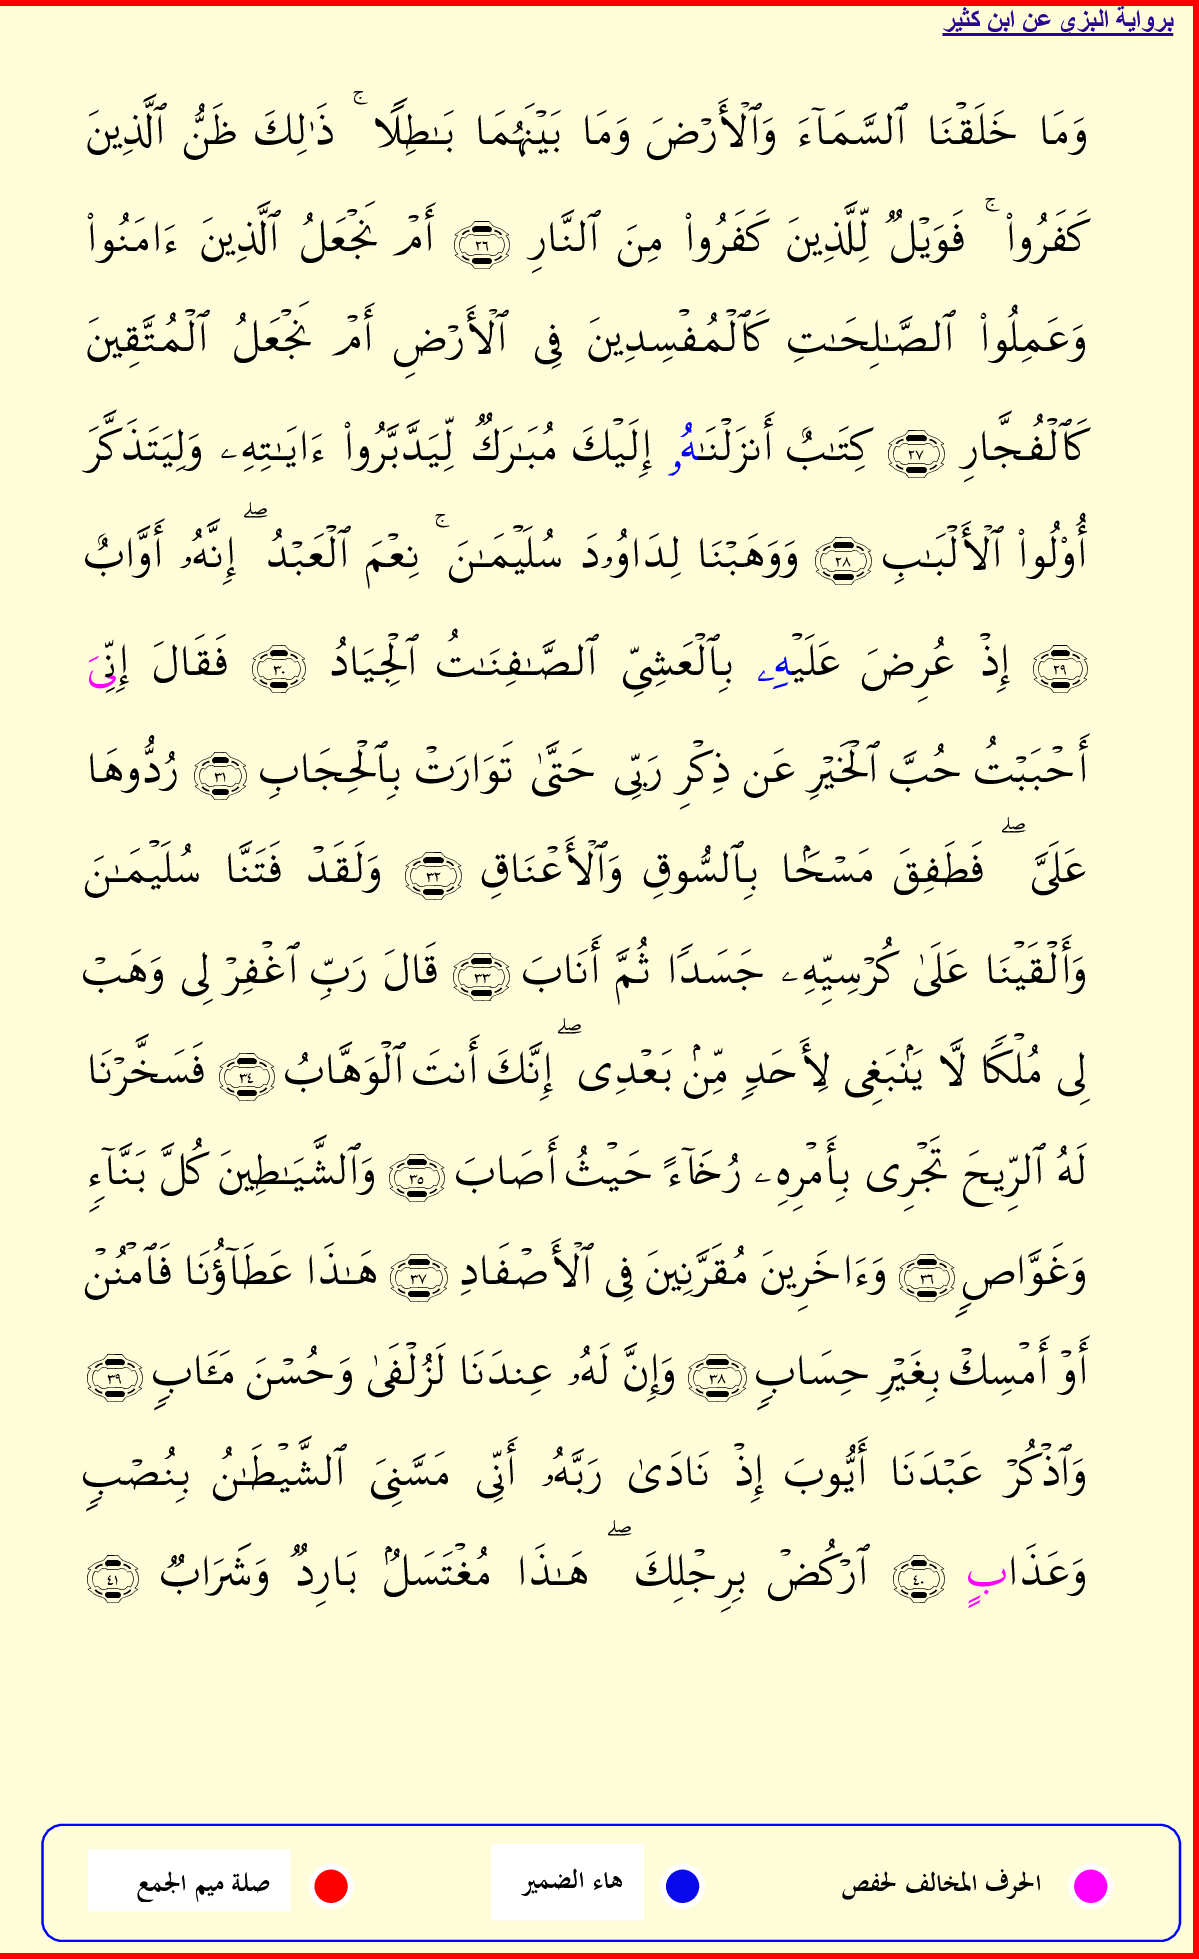 برواية البزى عن ابن كثير
وَمَا خَلَقْنَا ٱلسَّمَآءَ وَٱلْأَرْضَ وَمَا بَيْنَهُمَا بَـٰطِلًا ۚ ذَٰلِكَ ظَنُّ ٱلَّذِينَ
كَفَرُوا۟ ۚ فَوَيْلٌ لِّلَّذِينَ كَفَرُوا۟ مِنَ ٱلنَّارِ ٢٦ أَمْ نَجْعَلُ ٱلَّذِينَ ءَامَنُوا۟
وَعَمِلُوا۟ ٱلصَّـٰلِحَـٰتِ كَٱلْمُفْسِدِينَ فِى ٱلْأَرْضِ أَمْ نَجْعَلُ ٱلْمُتَّقِينَ
كَٱلْفُجَّارِ ٢٧ كِتَـٰبٌ أَنزَلْنَـٰهُۥ إِلَيْكَ مُبَـٰرَكٌ لِّيَدَّبَّرُوا۟ ءَايَـٰتِهِۦ وَلِيَتَذَكَّرَ
أُو۟لُوا۟ ٱلْأَلْبَـٰبِ ٢٨ وَوَهَبْنَا لِدَاوُۥدَ سُلَيْمَـٰنَ ۚ نِعْمَ ٱلْعَبْدُ ۖ إِنَّهُۥ أَوَّابٌ
٢٩ إِذْ عُرِضَ عَلَيْهِۦ بِٱلْعَشِىِّ ٱلصَّـٰفِنَـٰتُ ٱلْجِيَادُ ٣٠ فَقَالَ إِنِّىَ
أَحْبَبْتُ حُبَّ ٱلْخَيْرِ عَن ذِكْرِ رَبِّى حَتَّىٰ تَوَارَتْ بِٱلْحِجَابِ ٣١ رُدُّوهَا
عَلَىَّ ۖ فَطَفِقَ مَسْحًۢا بِٱلسُّوقِ وَٱلْأَعْنَاقِ ٣٢ وَلَقَدْ فَتَنَّا سُلَيْمَـٰنَ
وَأَلْقَيْنَا عَلَىٰ كُرْسِيِّهِۦ جَسَدًا ثُمَّ أَنَابَ ٣٣ قَالَ رَبِّ ٱغْفِرْ لِى وَهَبْ
لِى مُلْكًا لَّا يَنۢبَغِى لِأَحَدٍ مِّنۢ بَعْدِى ۖ إِنَّكَ أَنتَ ٱلْوَهَّابُ ٣٤ فَسَخَّرْنَا
لَهُ ٱلرِّيحَ تَجْرِى بِأَمْرِهِۦ رُخَآءً حَيْثُ أَصَابَ ٣٥ وَٱلشَّيَـٰطِينَ كُلَّ بَنَّآءٍ
وَغَوَّاصٍ ٣٦ وَءَاخَرِينَ مُقَرَّنِينَ فِى ٱلْأَصْفَادِ ٣٧ هَـٰذَا عَطَآؤُنَا فَٱمْنُنْ
أَوْ أَمْسِكْ بِغَيْرِ حِسَابٍ ٣٨ وَإِنَّ لَهُۥ عِندَنَا لَزُلْفَىٰ وَحُسْنَ مَـَٔابٍ ٣٩
وَٱذْكُرْ عَبْدَنَا أَيُّوبَ إِذْ نَادَىٰ رَبَّهُۥ أَنِّى مَسَّنِىَ ٱلشَّيْطَـٰنُ بِنُصْبٍ
وَعَذَابٍ ٤٠ ٱرْكُضْ بِرِجْلِكَ ۖ هَـٰذَا مُغْتَسَلٌۢ بَارِدٌ وَشَرَابٌ ٤١
الحرف المخالف لحفص هاء الضمير صلة ميم الجمع